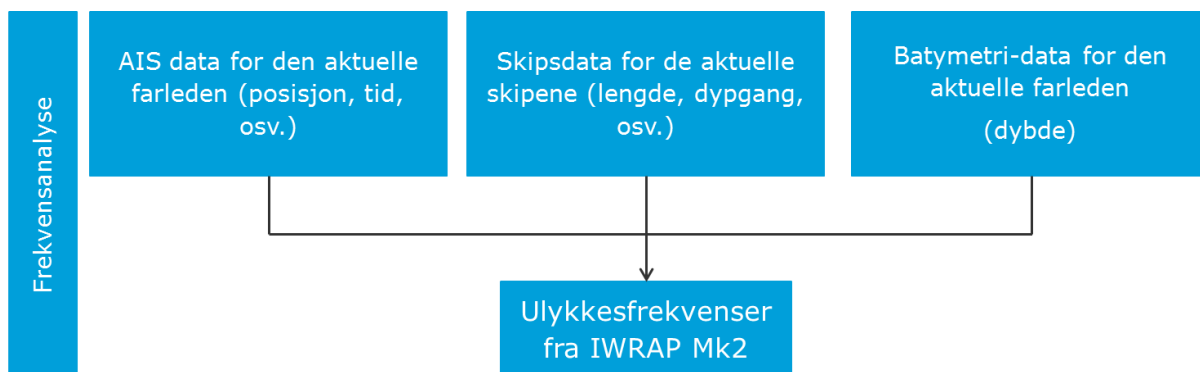 Frekvensanalyse
AIS data for den aktuelle
farleden (posisjon, tid,
osv.)
Skipsdata for de aktuelle
skipene (lengde, dypgang,
osv.)
Batymetri-data for den
aktuelle farleden
(dybde)
Ulykkesfrekvenser
fra IWRAP Mk2